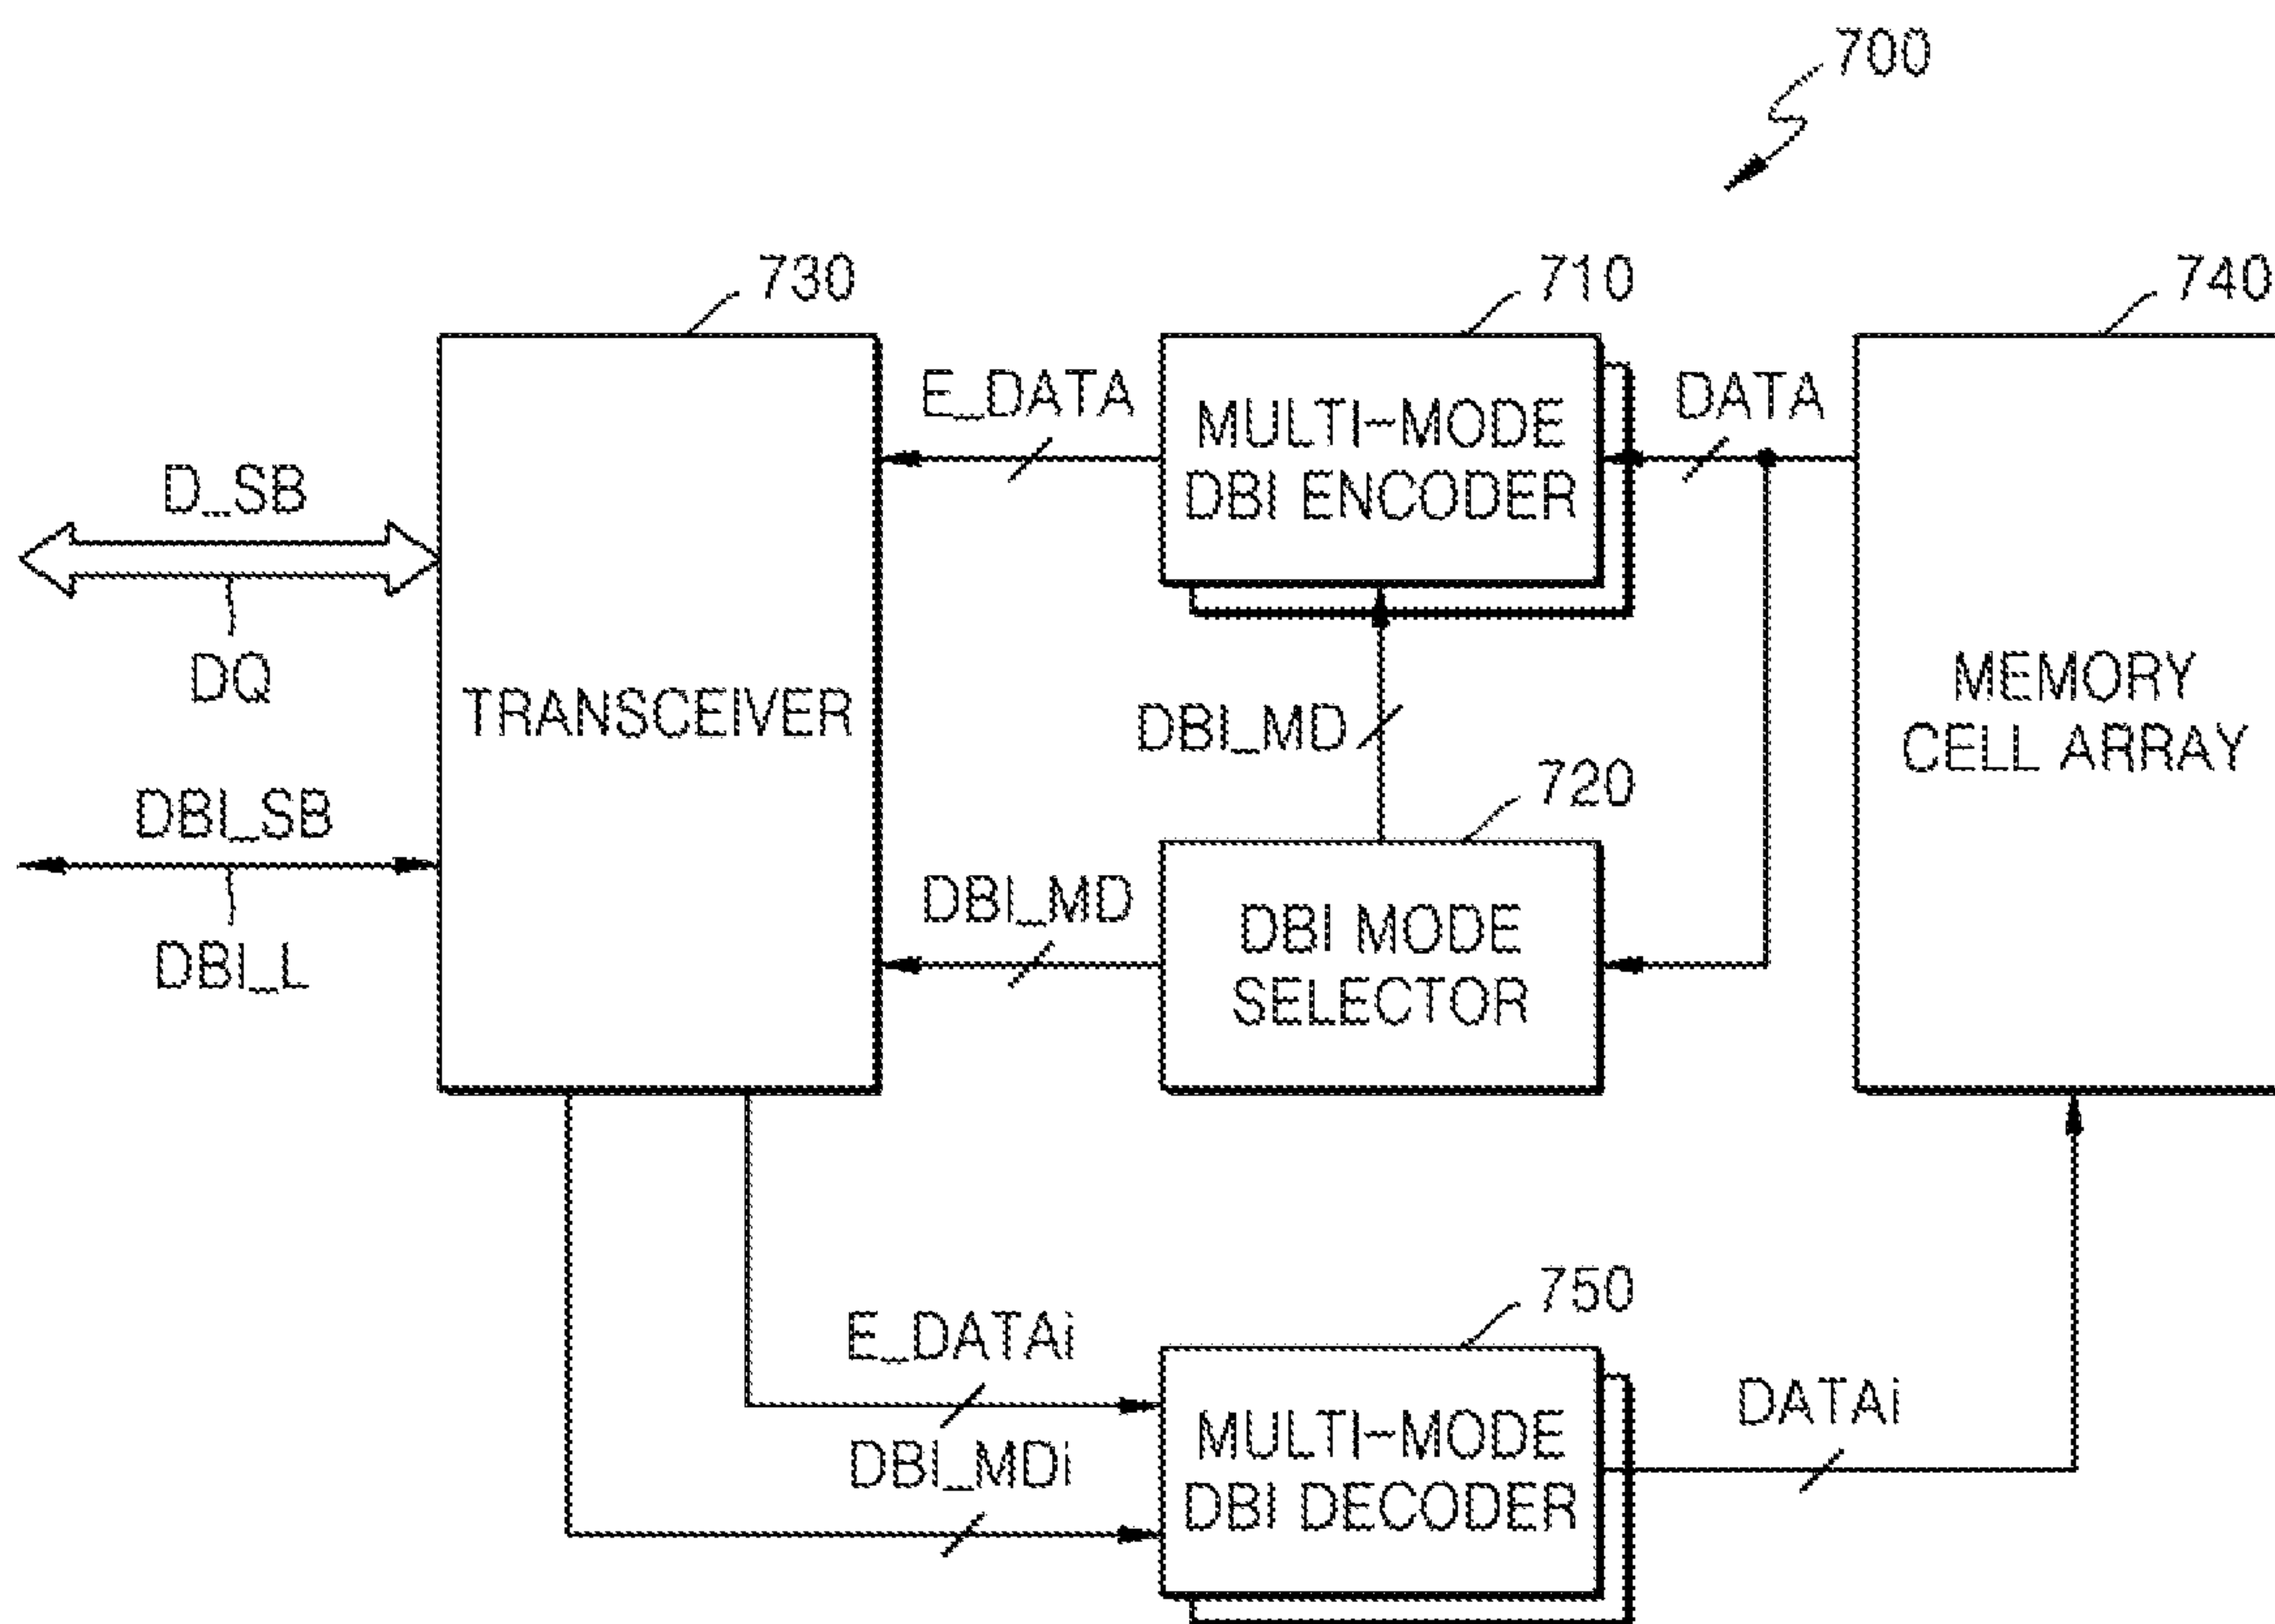 700
730
710
740
E_DATA
MULTI-MODE
DBI ENCODER
DATA
D_SB
DQ
TRANSCEIVER
DBI_MD
MEMORY
CELL ARRAY
720
DBI_SB
DBI_L
DBI_MD
DBI MODE
SELECTOR
750
E_DATAi
DBI_MDi
MULTI-MODE
DBI DECODER
DATAi